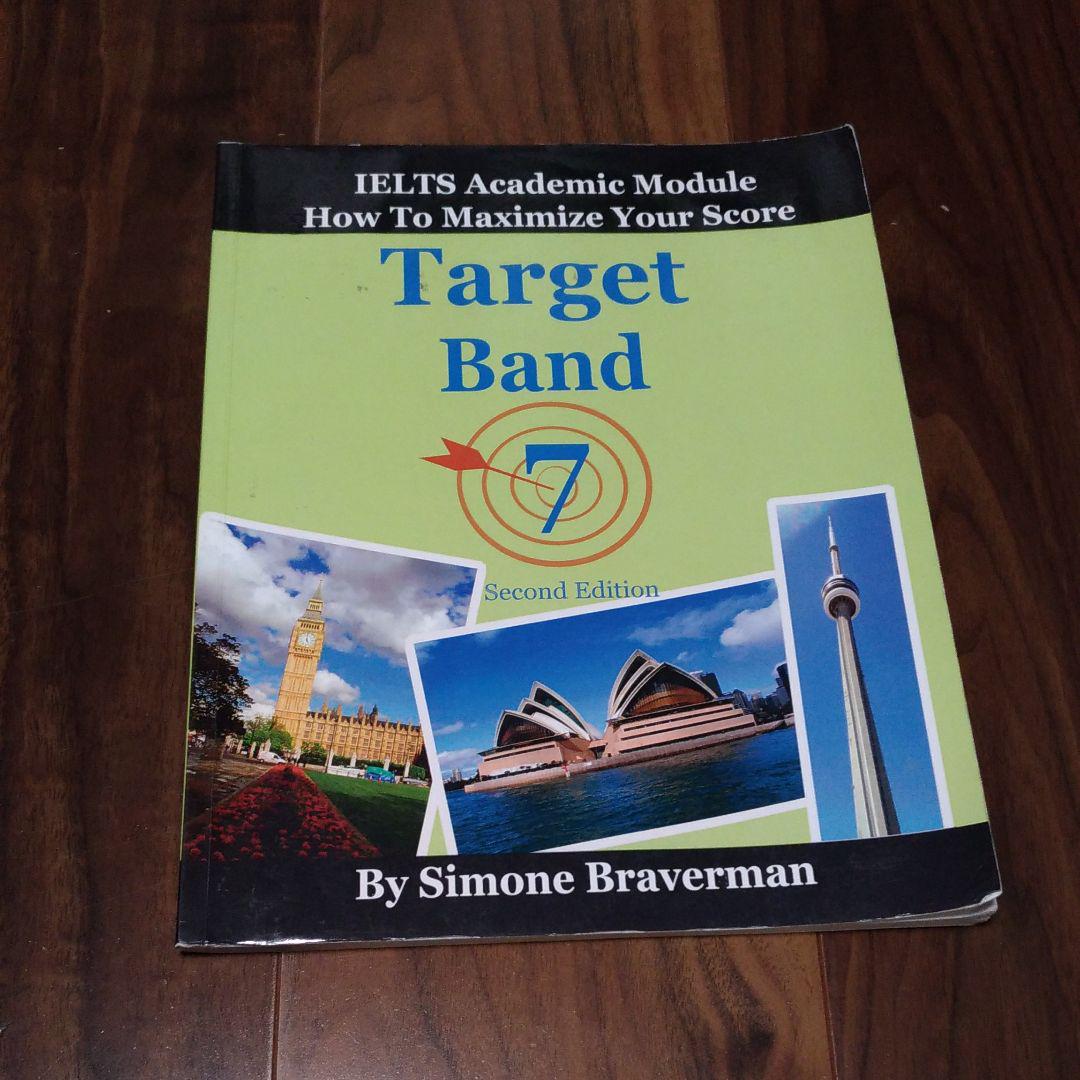 IELTS Academic Module
How To Maximize Your Score
Target
Band
7
Second Edition
By Simone Braverman